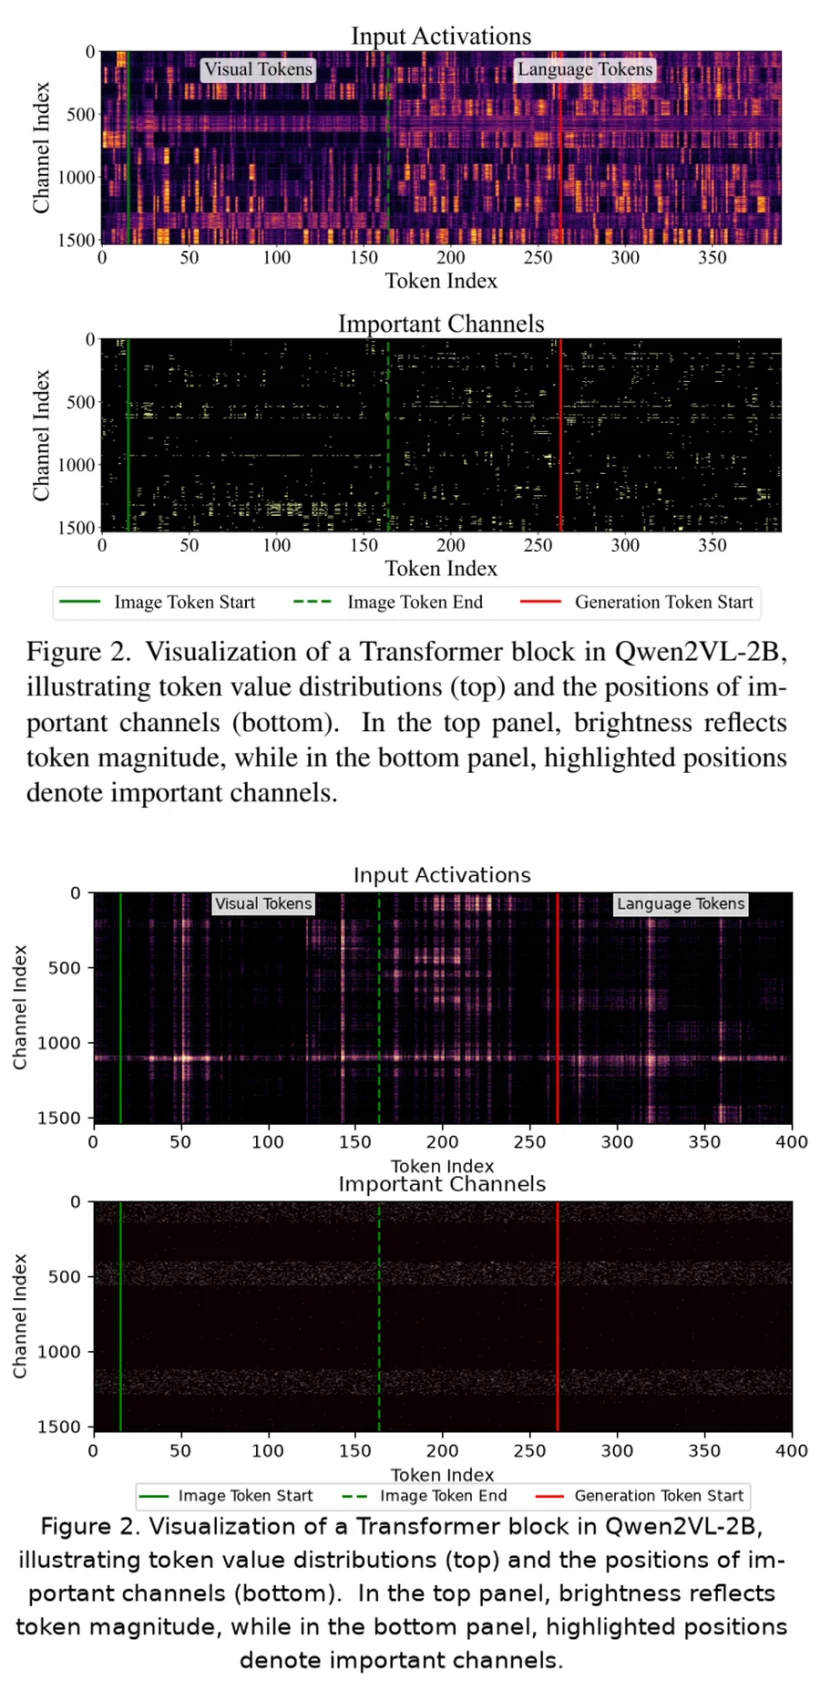 Input Activations
Visual Tokens
Language Tokens
Channel Index
0
500
1000
1500
0 50 100 150 200 250 300 350
Token Index
Important Channels
Channel Index
0
500
1000
1500
0 50 100 150 200 250 300 350
Token Index
Image Token Start Image Token End Generation Token Start
Figure 2. Visualization of a Transformer block in Qwen2VL-2B,
illustrating token value distributions (top) and the positions of im-
portant channels (bottom). In the top panel, brightness reflects
token magnitude, while in the bottom panel, highlighted positions
denote important channels.
Input Activations
Visual Tokens
Language Tokens
Channel Index
0
500
1000
1500
0 50 100 150 200 250 300 350 400
Token Index
Important Channels
Channel Index
0
500
1000
1500
0 50 100 150 200 250 300 350 400
Token Index
Image Token Start Image Token End Generation Token Start
Figure 2. Visualization of a Transformer block in Qwen2VL-2B,
illustrating token value distributions (top) and the positions of im-
portant channels (bottom). In the top panel, brightness reflects
token magnitude, while in the bottom panel, highlighted positions
denote important channels.